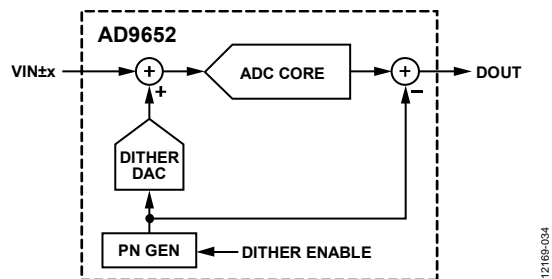 AD9652
VIN±x
+
+
ADC CORE
+
−
DOUT
DITHER
DAC
PN GEN
DITHER ENABLE
12169-034